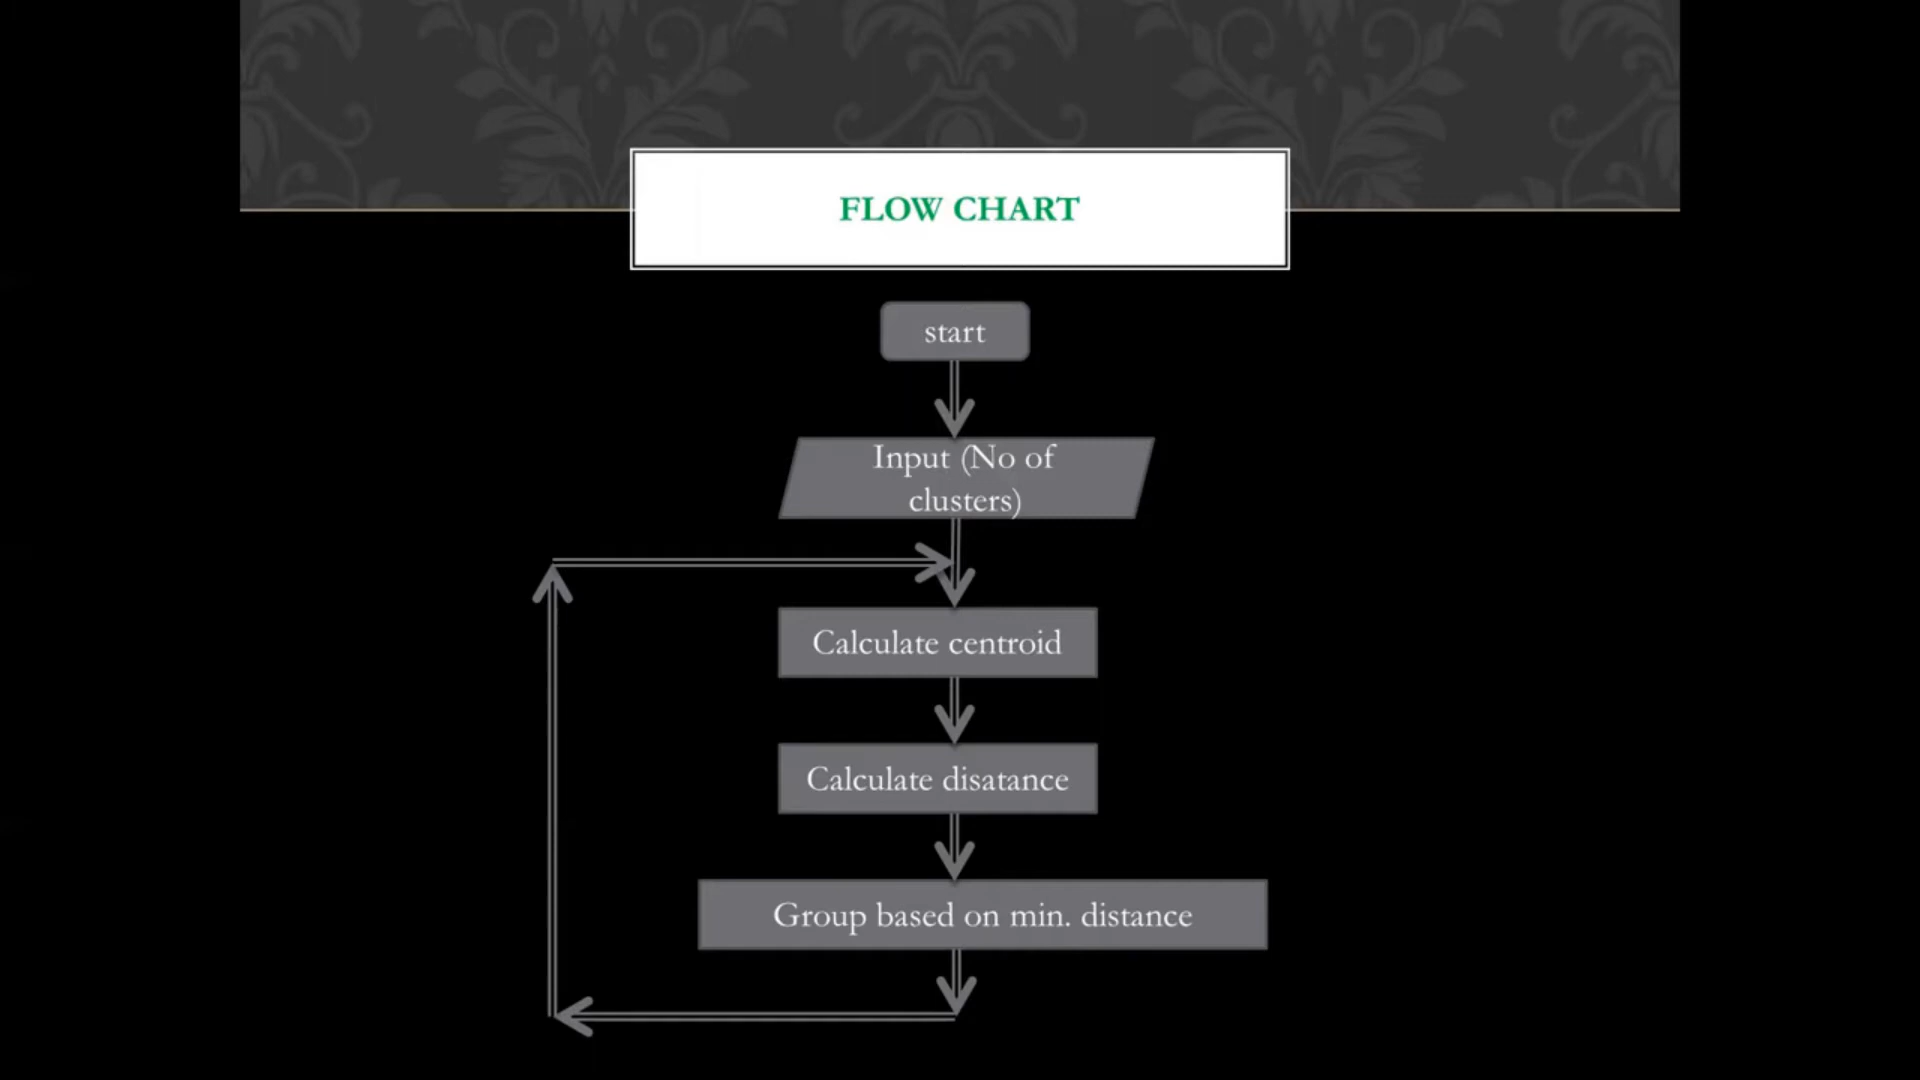 FLOW CHART
start
Input (No of
clusters)
Calculate centroid
Calculate disatance
Group based on min. distance